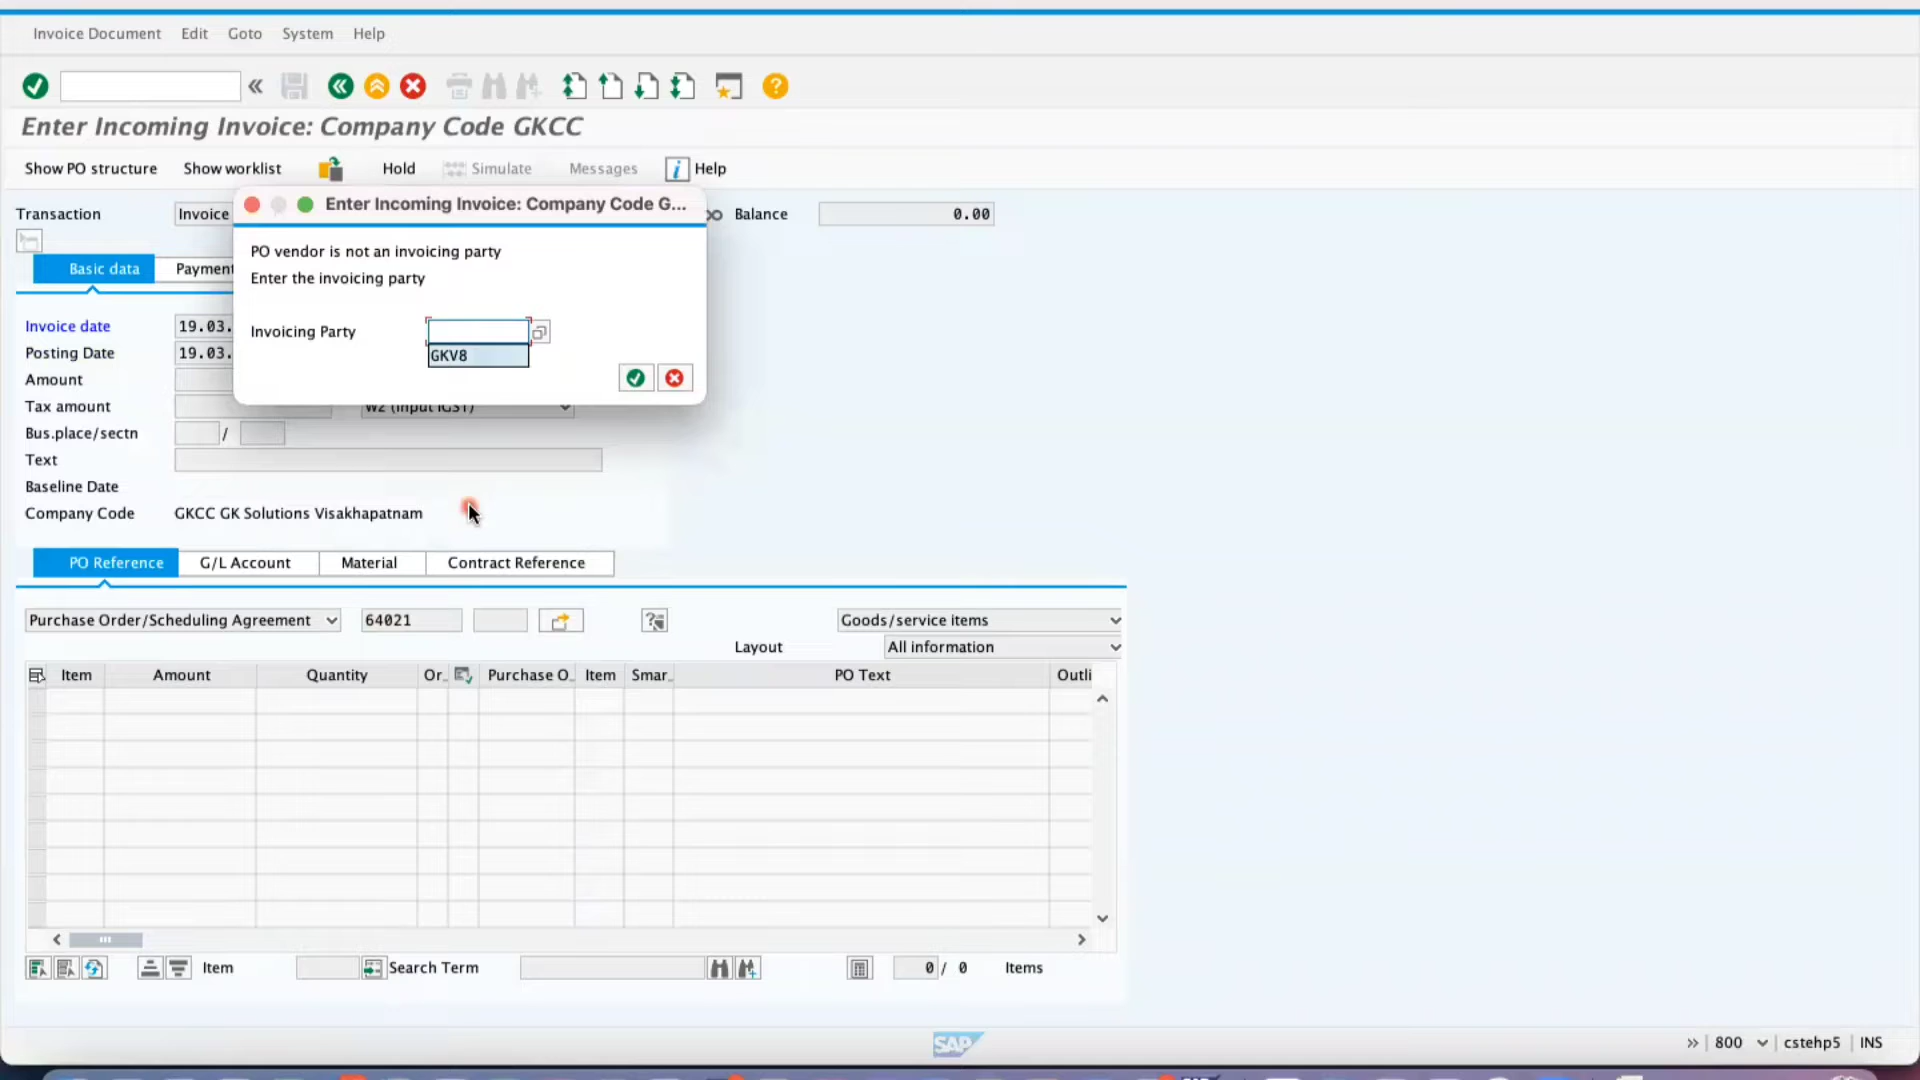 Invoice Document Edit Goto System Help
Enter Incoming Invoice: Company Code GKCC
Show PO structure Show worklist Hold Simulate Messages Help
Enter Incoming Invoice: Company Code G...
PO vendor is not an invoicing party
Enter the invoicing party
Invoicing Party
GKV8
Transaction Invoice Balance 0.00
Basic data Payment
Invoice date 19.03.
Posting Date 19.03.
Amount
Tax amount W2 (Input IGST)
Bus.place/sectn /
Text
Baseline Date
Company Code GKCC GK Solutions Visakhapatnam
PO Reference G/L Account Material Contract Reference
Purchase Order/Scheduling Agreement 64021 Goods/service items
Layout All information
Item Amount Quantity Or.. Purchase O.. Item Smar.. PO Text Outli
Item Search Term 0 / 0 Items
SAP 800 cstehp5 INS